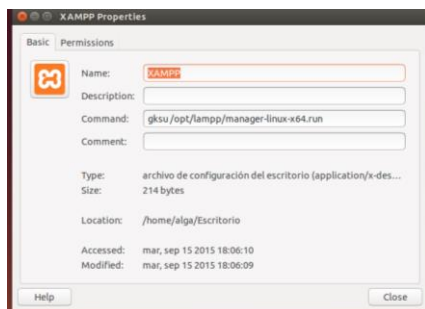 XAMPP Properties
Basic Permissions
Name: XAMPP
Description:
Command: gksu /opt/lampp/manager-linux-x64.run
Comment:
Type: archivo de configuración del escritorio (application/x-des...
Size: 214 bytes
Location: /home/alga/Escritorio
Accessed: mar, sep 15 2015 18:06:10
Modified: mar, sep 15 2015 18:06:09
Help Close